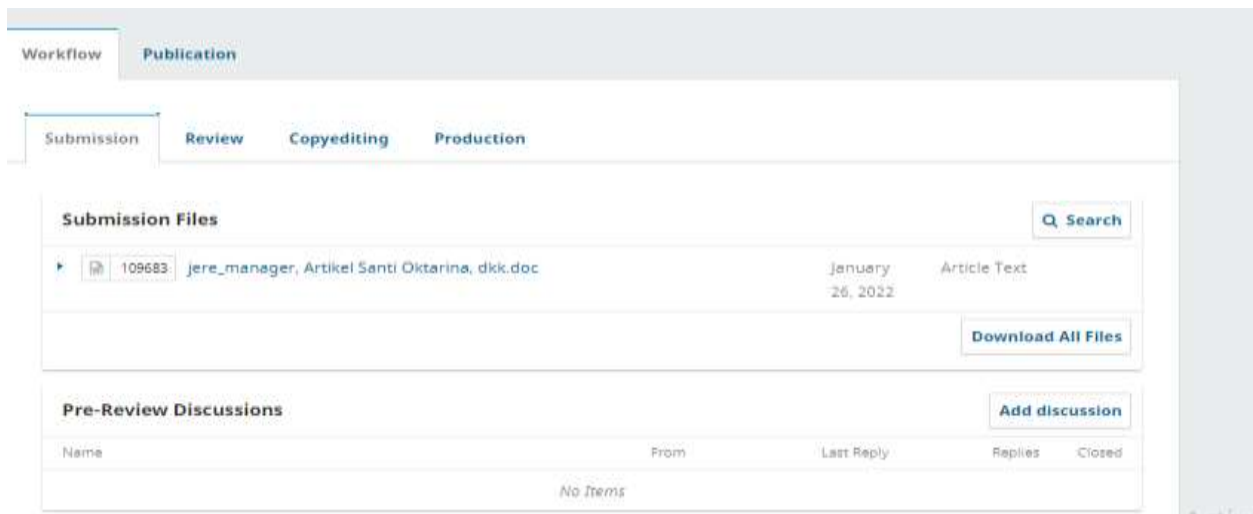 Workflow Publication
Submission Review Copyediting Production
Submission Files Search
109683 jere_manager, Artikel Santi Oktarina, dkk.doc January 26, 2022 Article Text
Download All Files
Pre-Review Discussions Add discussion
Name From Last Reply Replies Closed
No Items